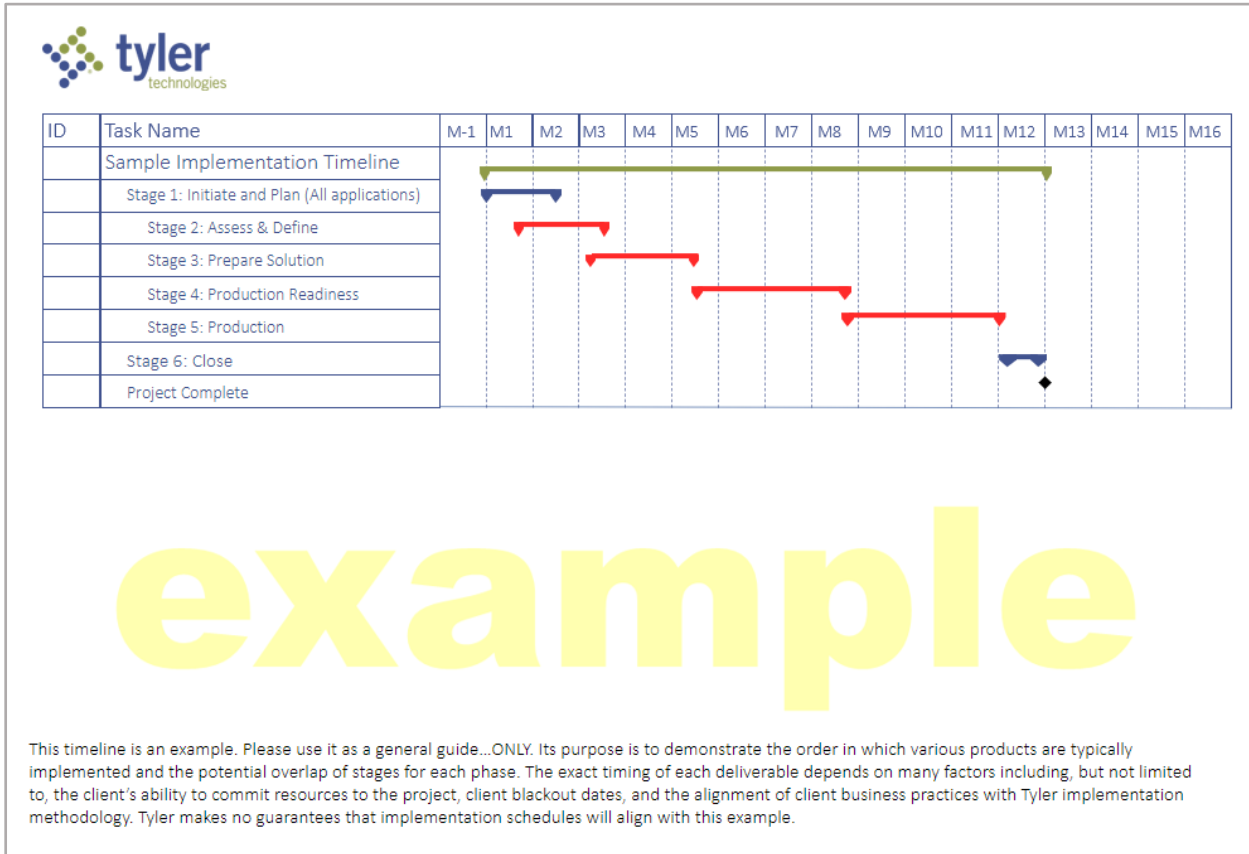 tyler
technologies
ID Task Name M-1 M1 M2 M3 M4 M5 M6 M7 M8 M9 M10 M11 M12 M13 M14 M15 M16
Sample Implementation Timeline
Stage 1: Initiate and Plan (All applications)
Stage 2: Assess & Define
Stage 3: Prepare Solution
Stage 4: Production Readiness
Stage 5: Production
Stage 6: Close
Project Complete
example
This timeline is an example. Please use it as a general guide...ONLY. Its purpose is to demonstrate the order in which various products are typically
implemented and the potential overlap of stages for each phase. The exact timing of each deliverable depends on many factors including, but not limited
to, the client's ability to commit resources to the project, client blackout dates, and the alignment of client business practices with Tyler implementation
methodology. Tyler makes no guarantees that implementation schedules will align with this example.